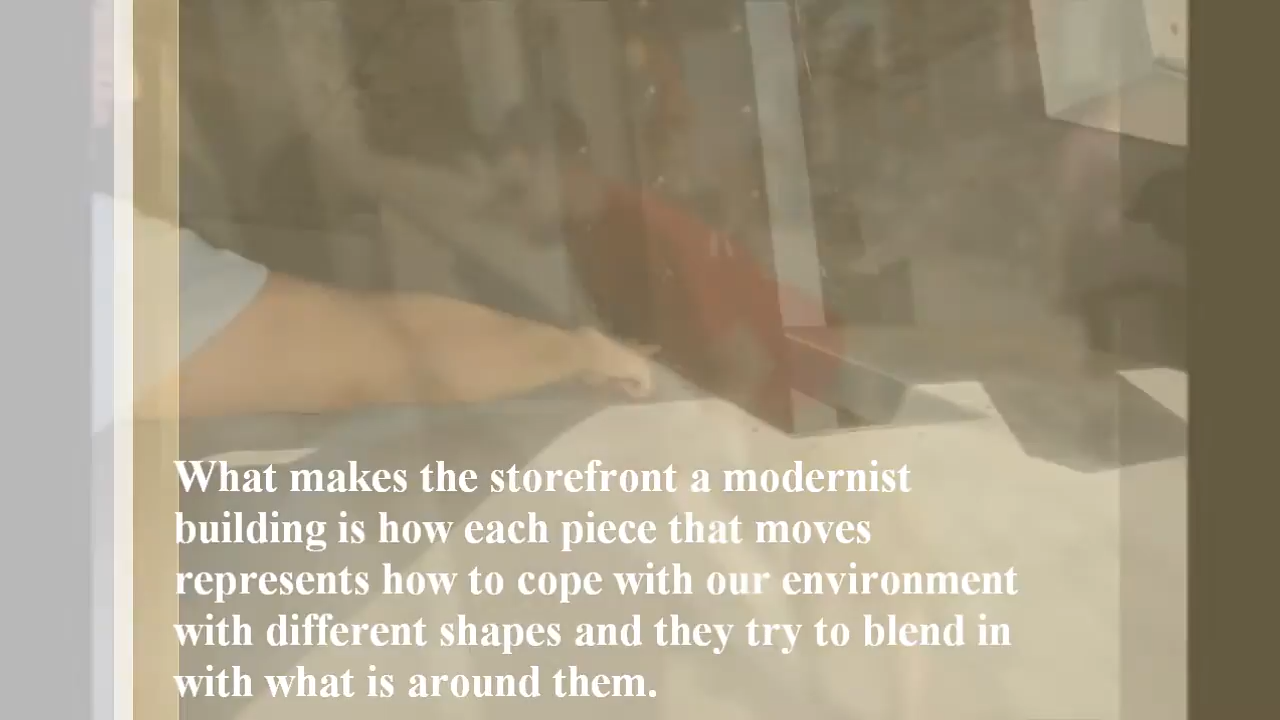 What makes the storefront a modernist
building is how each piece that moves
represents how to cope with our environment
with different shapes and they try to blend in
with what is around them.